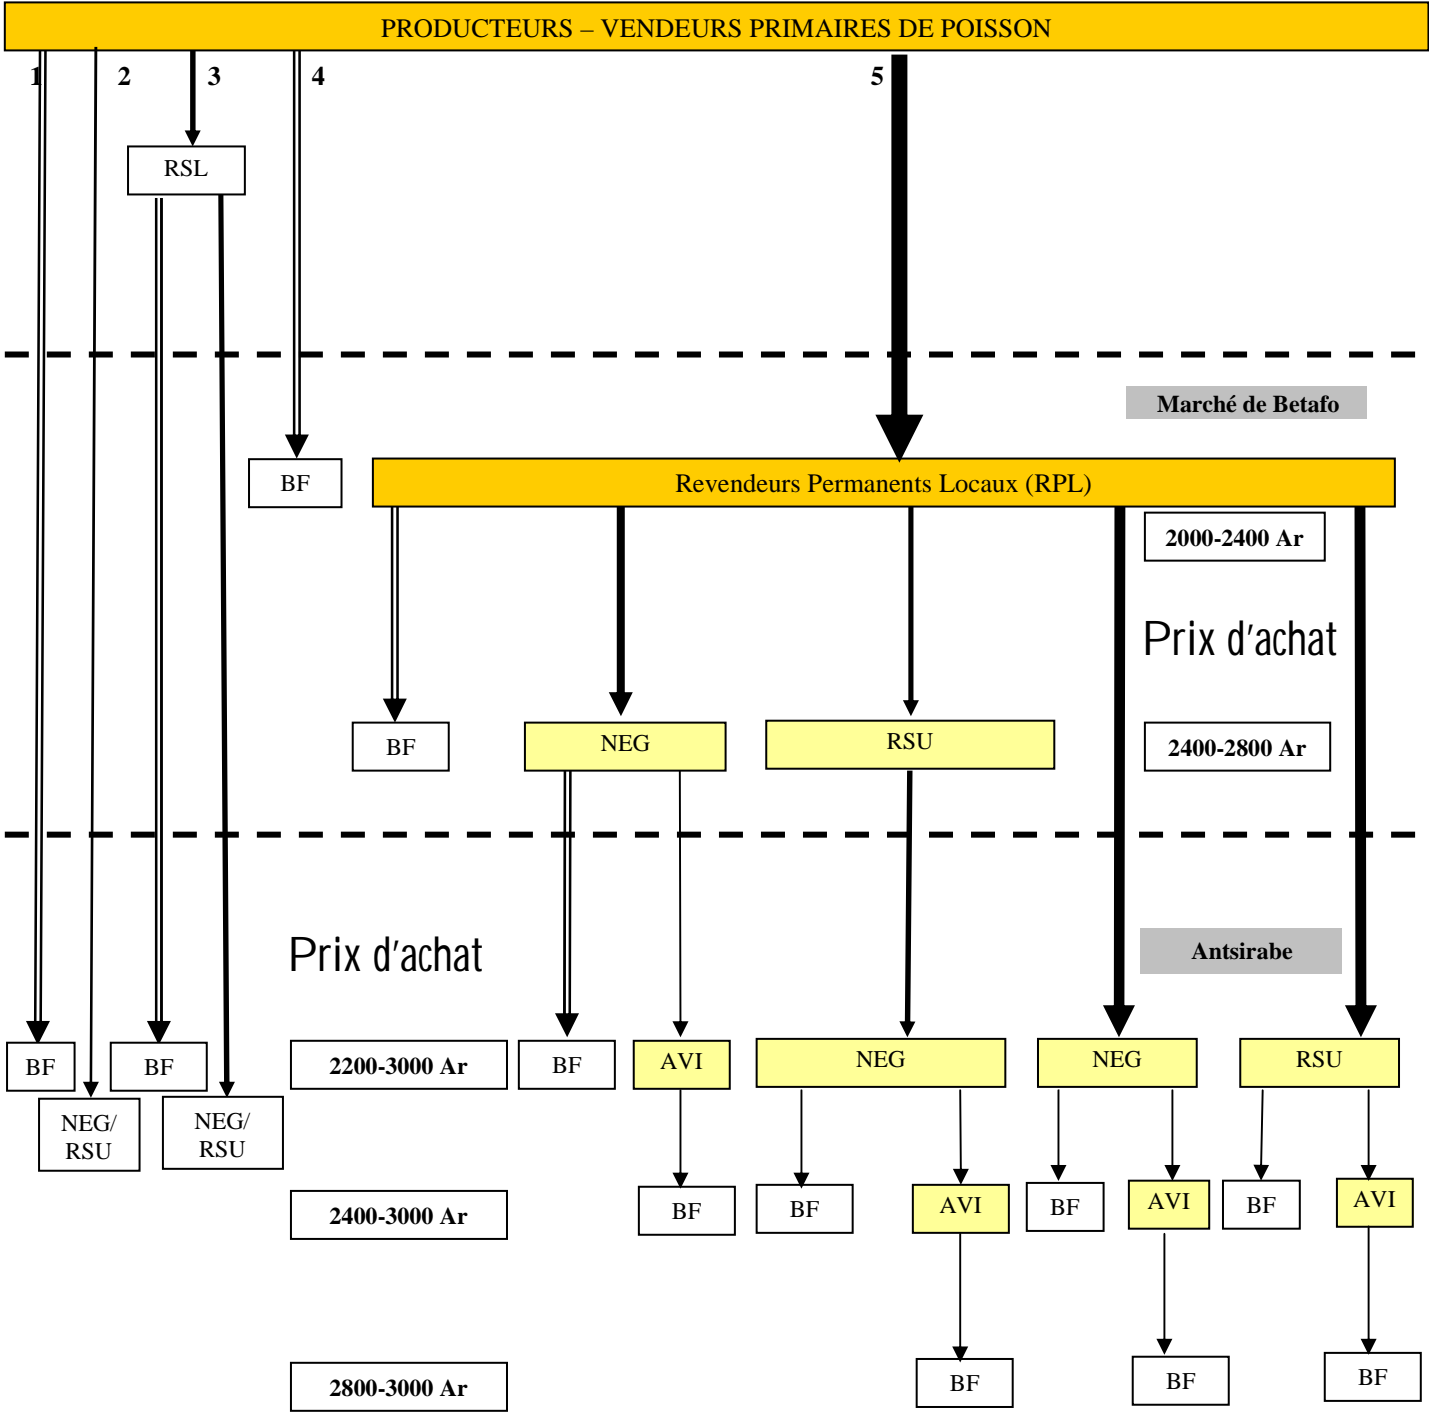 PRODUCTEURS – VENDEURS PRIMAIRES DE POISSON
1
2
3
4
5
RSL
Marché de Betafo
BF
Revendeurs Permanents Locaux (RPL)
2000-2400 Ar
Prix d'achat
BF
NEG
RSU
2400-2800 Ar
Prix d'achat
Antsirabe
BF
BF
2200-3000 Ar
BF
AVI
NEG
NEG
RSU
NEG/
RSU
NEG/
RSU
2400-3000 Ar
BF
BF
AVI
BF
AVI
BF
AVI
2800-3000 Ar
BF
BF
BF